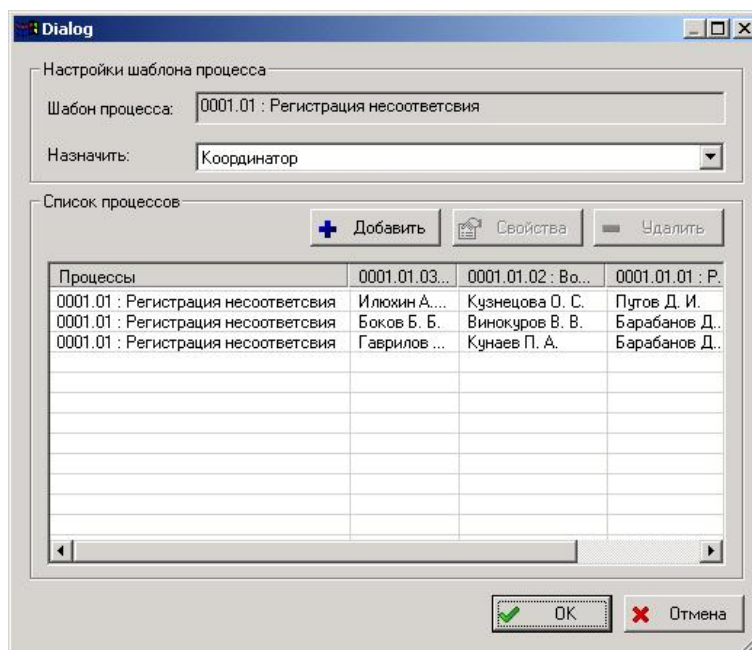 Dialog
Настройки шаблона процесса
Шабон процесса: 0001.01 : Регистрация несоответсвия
Назначить: Координатор
Список процессов
Добавить Свойства Удалить
Процессы 0001.01.03... 0001.01.02 : Во... 0001.01.01 : Р.
0001.01 : Регистрация несоответсвия Илюхин А.... Кузнецова О. С. Путов Д. И.
0001.01 : Регистрация несоответсвия Боков Б. Б. Винокуров В. В. Барабанов Д..
0001.01 : Регистрация несоответсвия Гаврилов ... Кунаев П. А. Барабанов Д..
OK Отмена